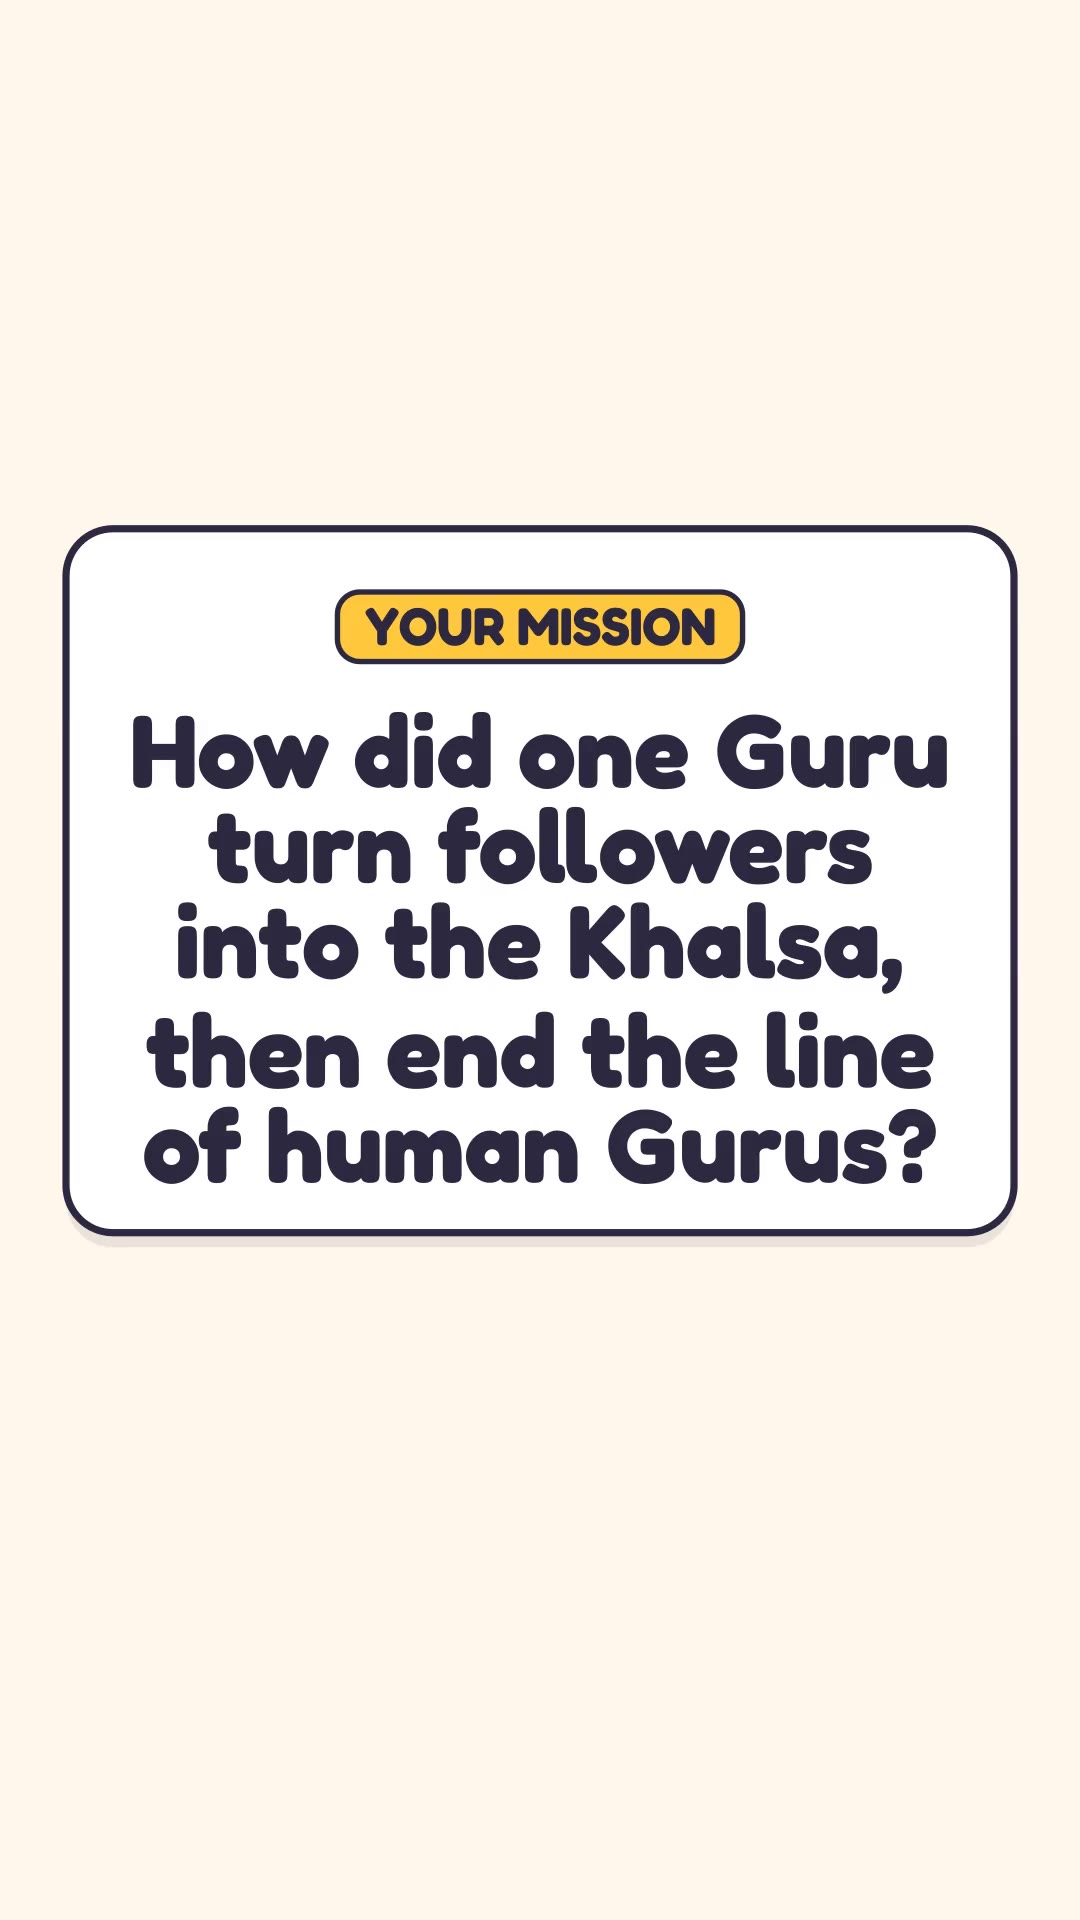 YOUR MISSION
How did one Guru
turn followers
into the Khalsa,
then end the line
of human Gurus?